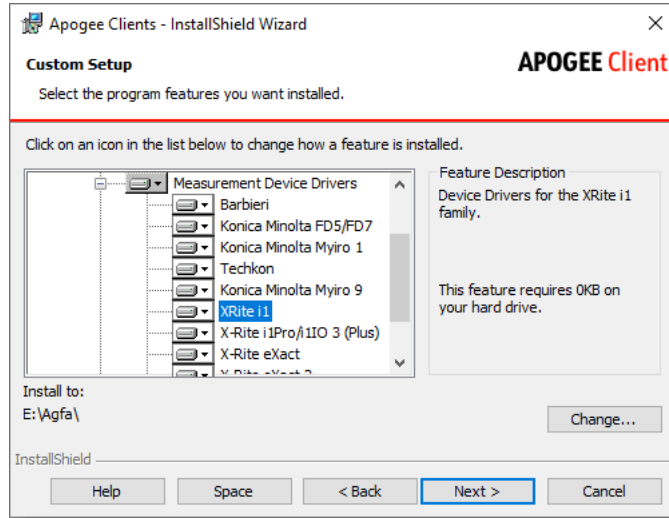 Apogee Clients - InstallShield Wizard
Custom Setup
APOGEE Client
Select the program features you want installed.
Click on an icon in the list below to change how a feature is installed.
Measurement Device Drivers
Barbieri
Konica Minolta FD5/FD7
Konica Minolta Myiro 1
Techkon
Konica Minolta Myiro 9
XRite i1
X-Rite i1Pro/i1IO 3 (Plus)
X-Rite eXact
X-Rite eXact 2
Feature Description
Device Drivers for the XRite i1
family.
This feature requires 0KB on
your hard drive.
Install to:
E:\Agfa\
Change...
InstallShield
Help
Space
< Back
Next >
Cancel